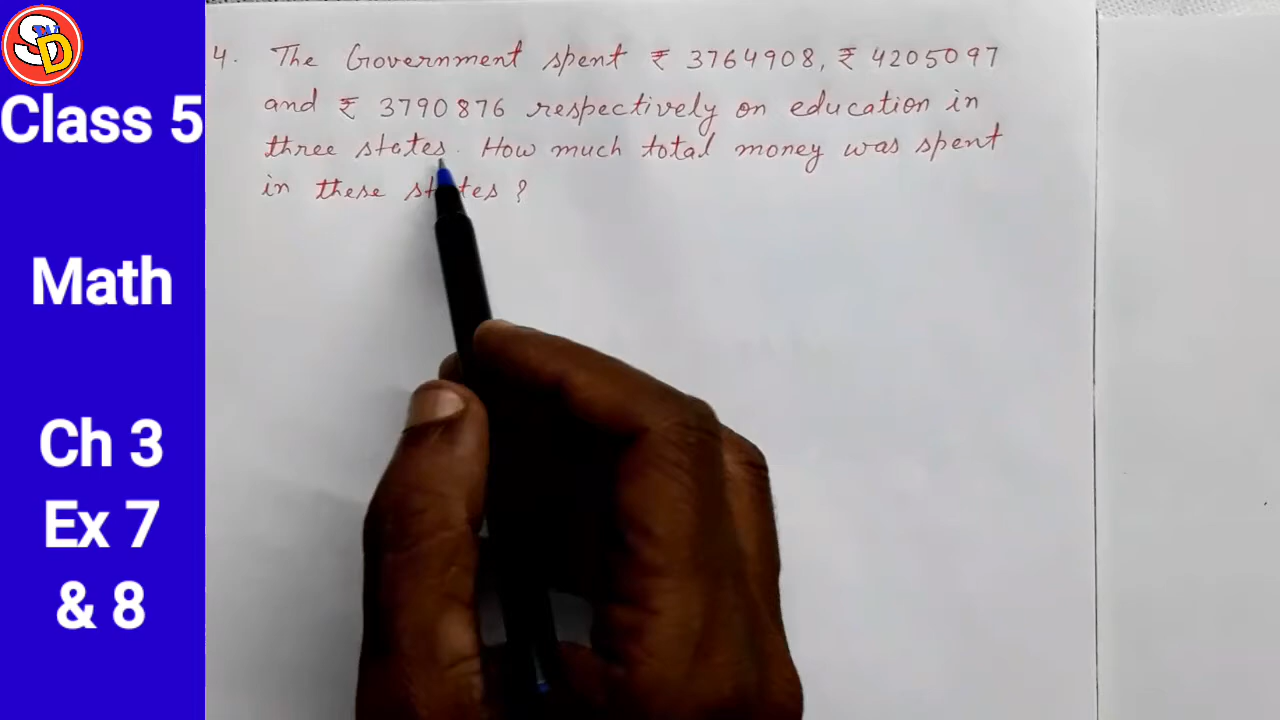 SD
Class 5
Math
Ch 3
Ex 7
& 8
4. The Government spent ₹ 3764908, ₹ 4205097
and ₹ 3790876 respectively on education in
three states. How much total money was spent
in these states ?